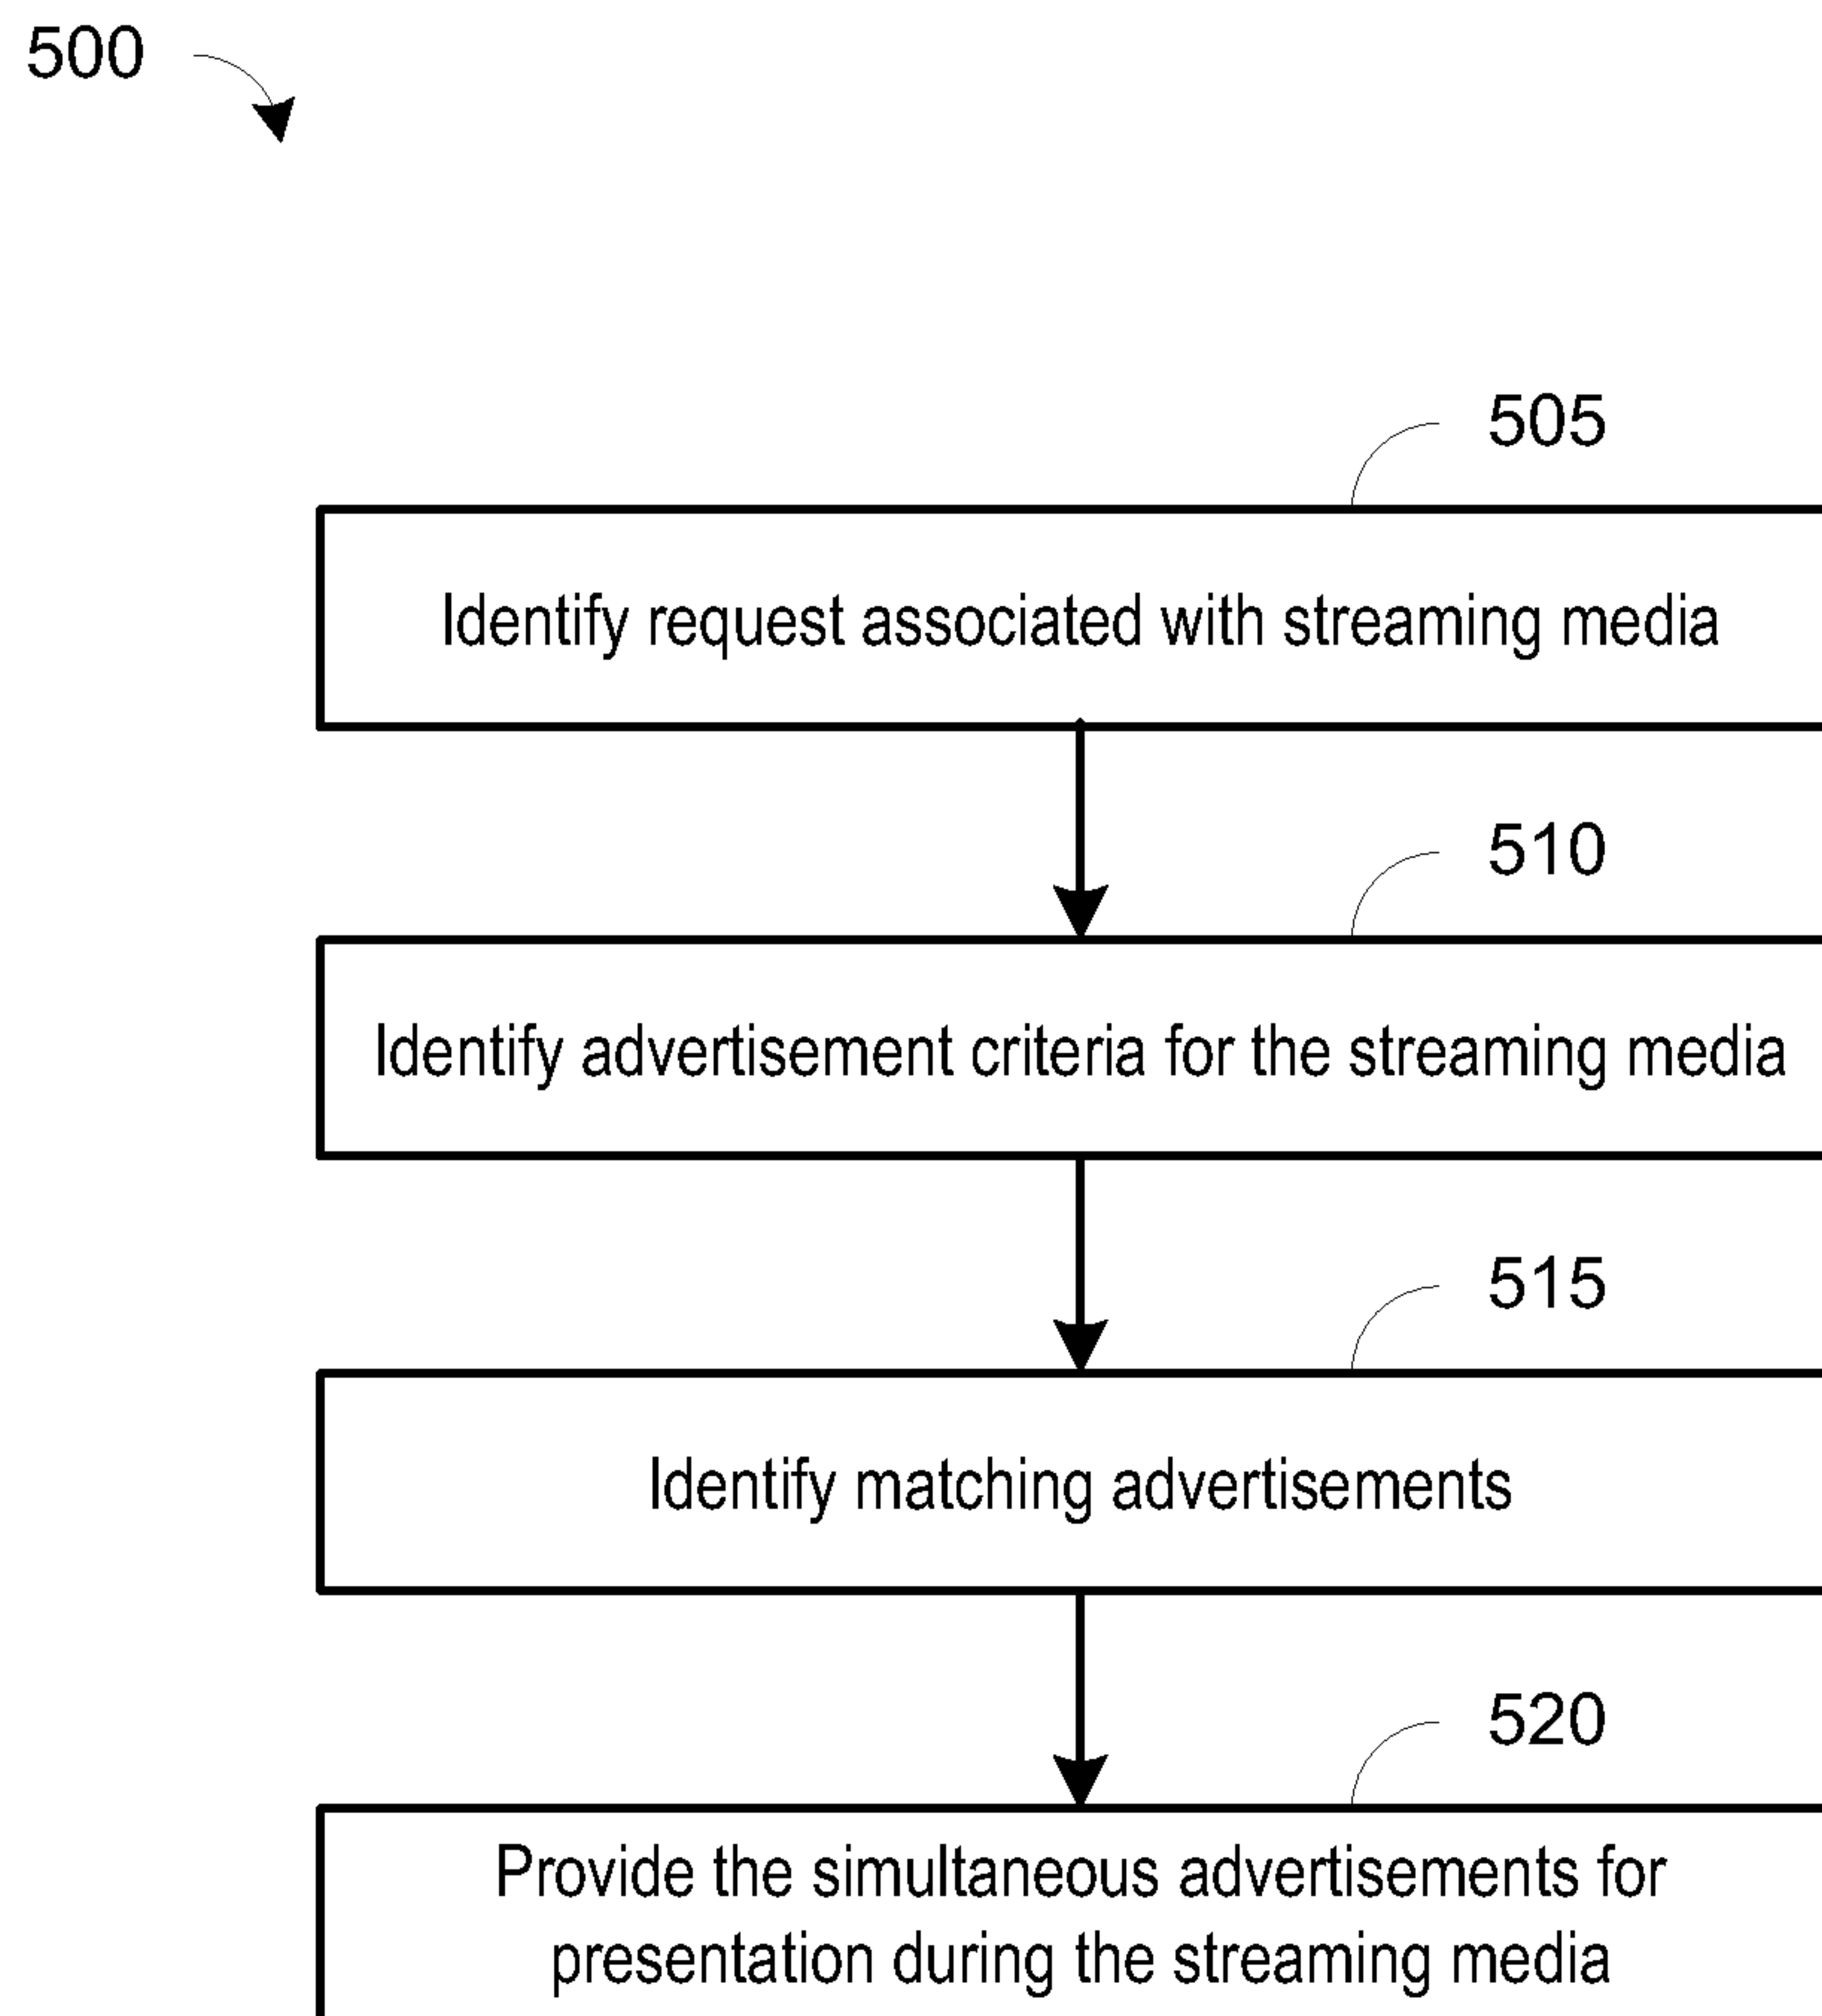 500
505
Identify request associated with streaming media
510
Identify advertisement criteria for the streaming media
515
Identify matching advertisements
520
Provide the simultaneous advertisements for
presentation during the streaming media